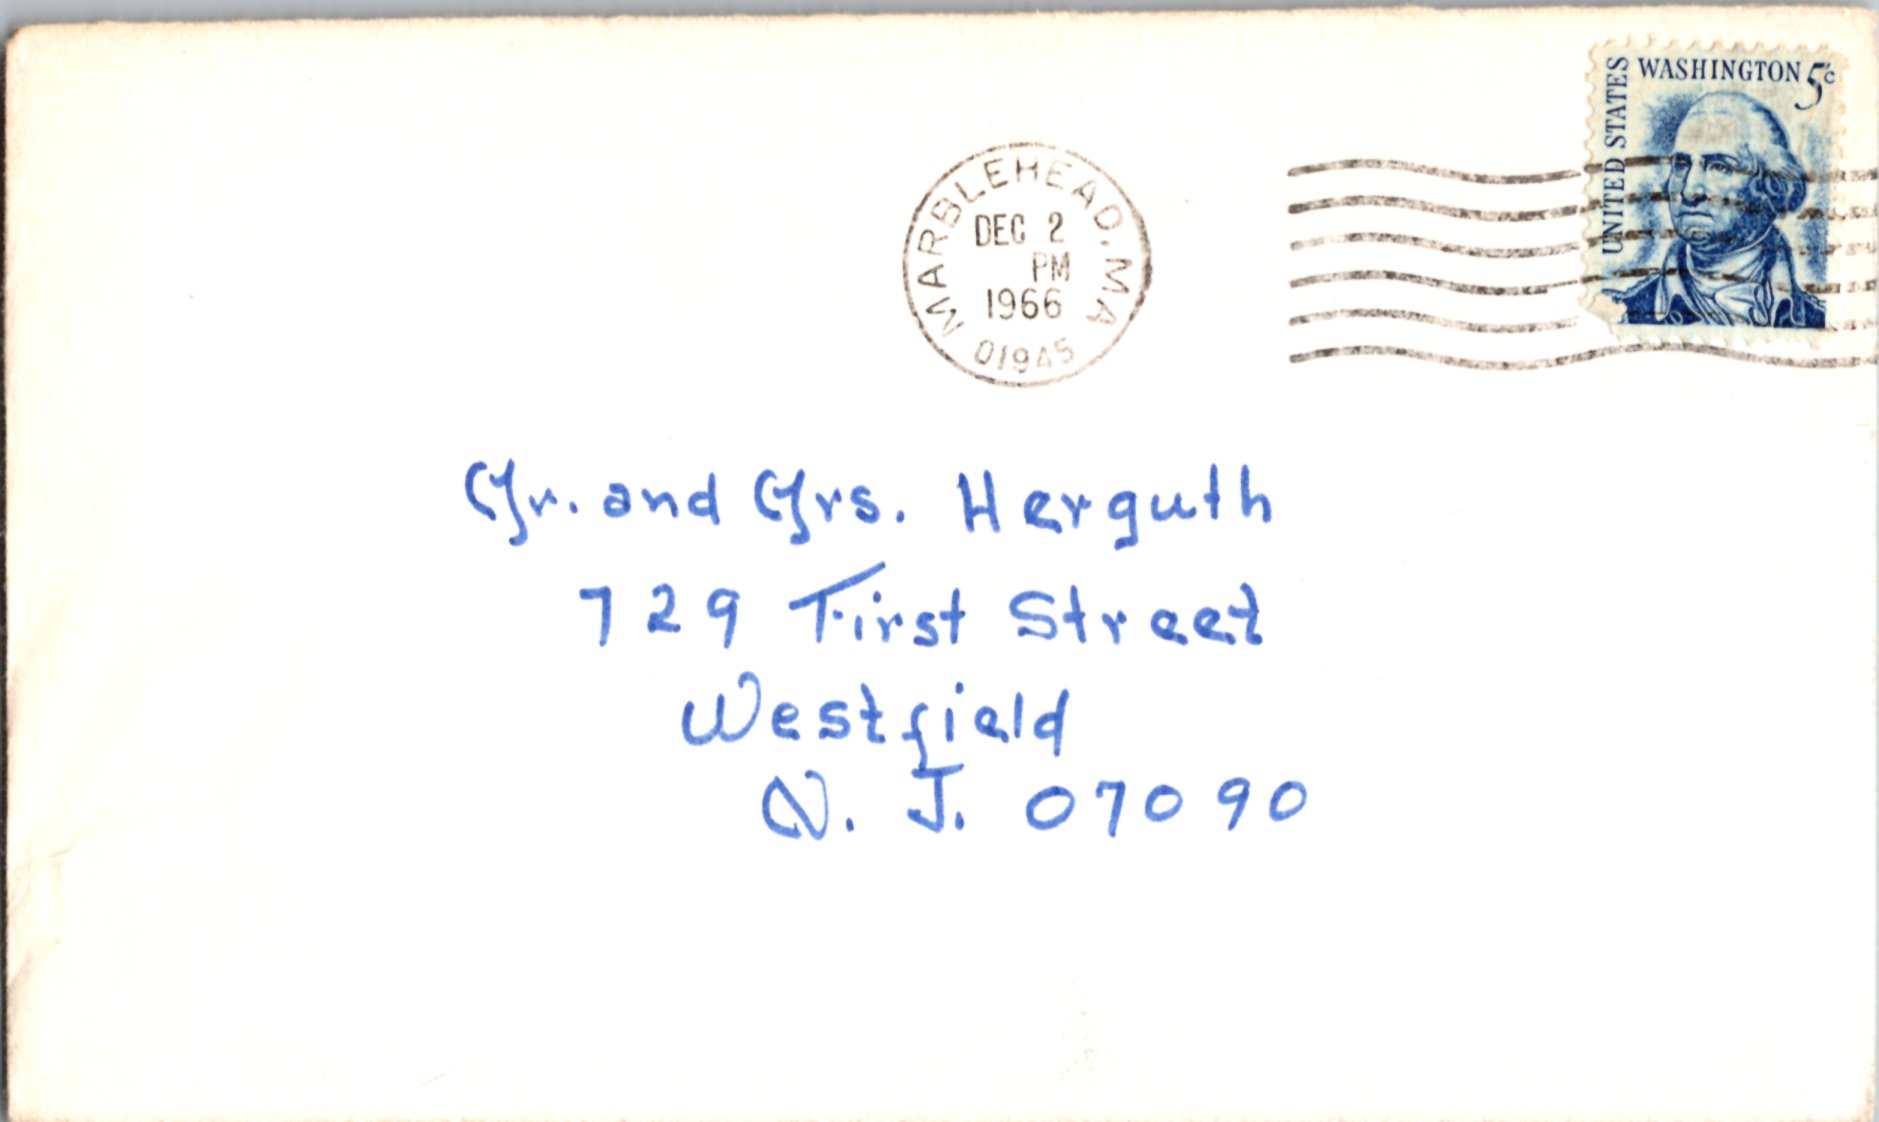 UNITED STATES
WASHINGTON 5c
MARBLEHEAD, MA
DEC 2
PM
1966
01945
Mr. and Mrs. Herguth
729 First Street
Westfield
N. J. 07090